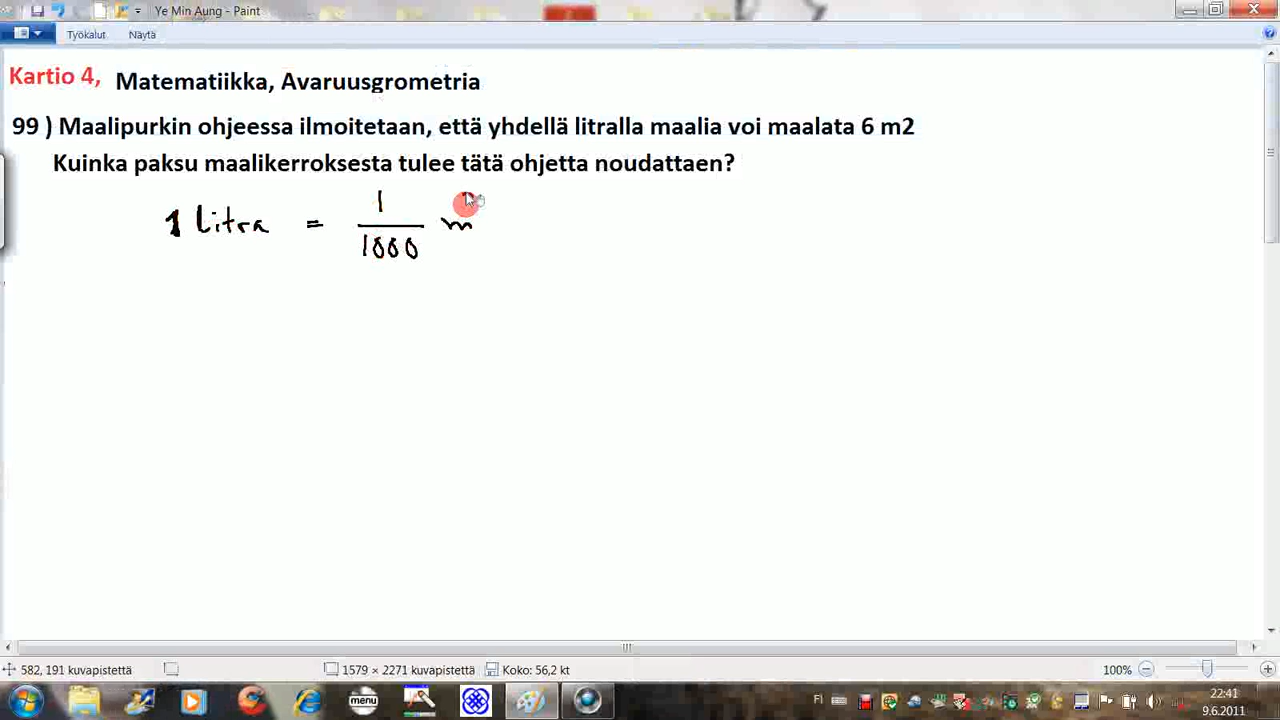 Ye Min Aung - Paint
Työkalut Näytä
Kartio 4, Matematiikka, Avaruusgrometria
99 ) Maalipurkin ohjeessa ilmoitetaan, että yhdellä litralla maalia voi maalata 6 m2
Kuinka paksu maalikerroksesta tulee tätä ohjetta noudattaen?
1 litra = 1/1000 m
582, 191 kuvapistettä 1579 × 2271 kuvapistettä Koko: 56,2 kt 100%
menu FI 22:41
9.6.2011